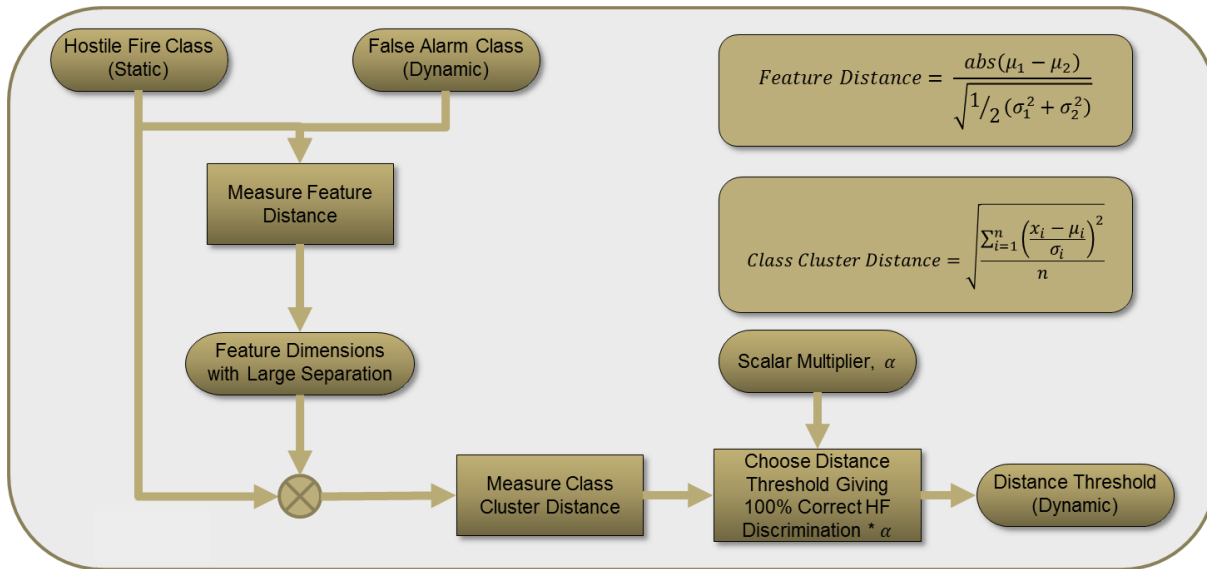 Hostile Fire Class
(Static)
False Alarm Class
(Dynamic)
Feature Distance = abs(μ₁ − μ₂) / √(1/2 (σ₁² + σ₂²))
Measure Feature
Distance
Class Cluster Distance = √(∑ᵢ₌₁ⁿ ((xᵢ − μᵢ)/σᵢ)² / n)
Feature Dimensions
with Large Separation
Scalar Multiplier, α
Measure Class
Cluster Distance
Choose Distance
Threshold Giving
100% Correct HF
Discrimination * α
Distance Threshold
(Dynamic)